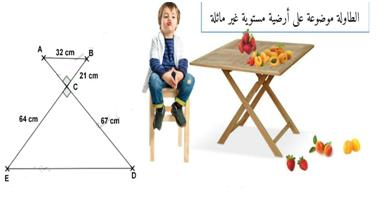 الطاولة موضوعة على أرضية مستوية غير مائلة
A
32 cm
B
21 cm
C
64 cm
67 cm
E
D